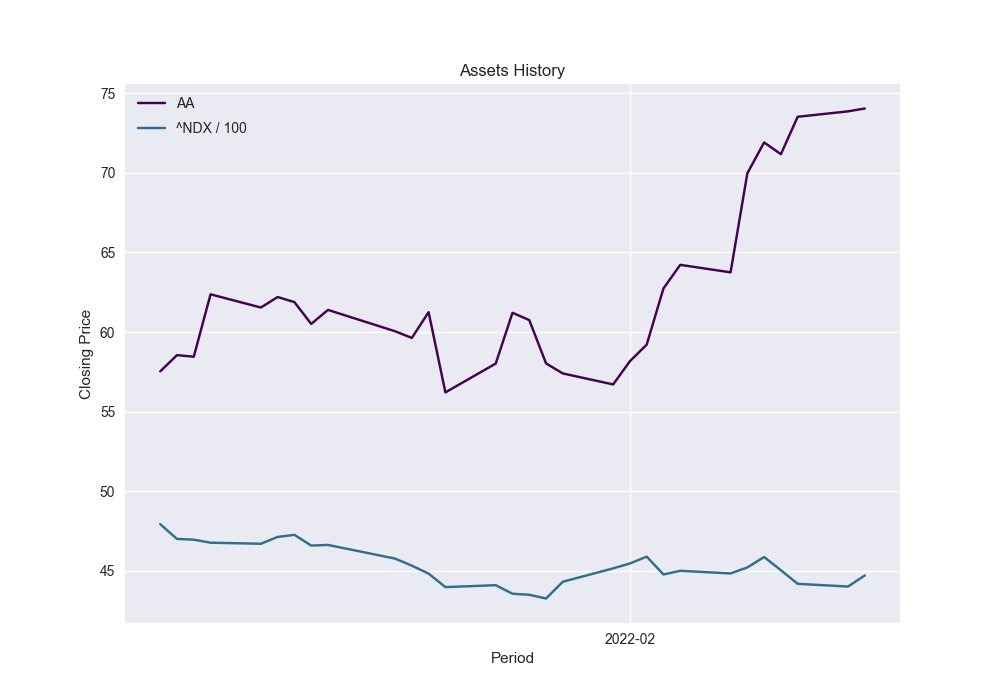 Assets History
AA
^NDX / 100
75
70
65
60
55
50
45
Closing Price
2022-02
Period